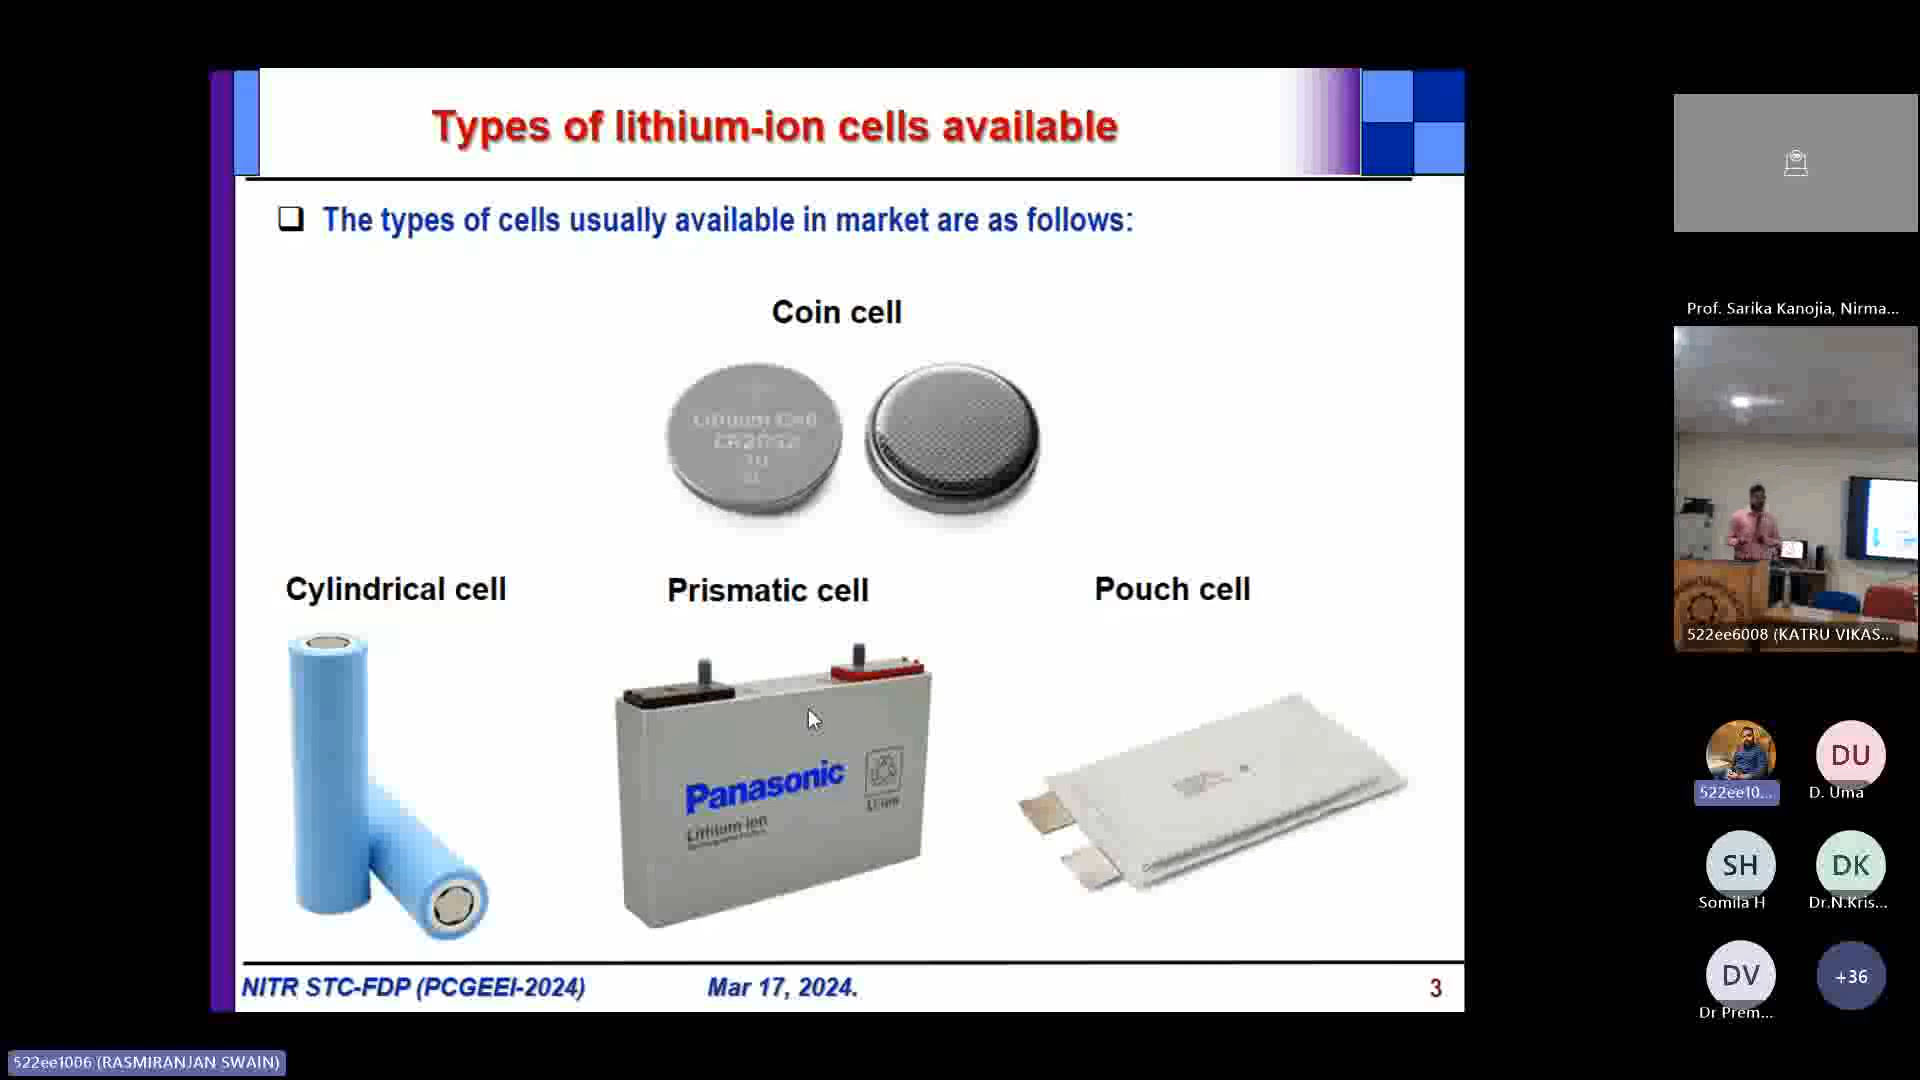 Types of lithium-ion cells available
The types of cells usually available in market are as follows:
Coin cell
Lithium Cell
CR2032
Cylindrical cell
Prismatic cell
Pouch cell
Panasonic
Lithium ion
Li-ion
NITR STC-FDP (PCGEEI-2024)
Mar 17, 2024.
3
522ee1006 (RASMIRANJAN SWAIN)
Prof. Sarika Kanojia, Nirma...
522ee6008 (KATRU VIKAS...
522ee10...
DU
D. Uma
SH
Somila H
DK
Dr.N.Kris...
DV
Dr Prem...
+36